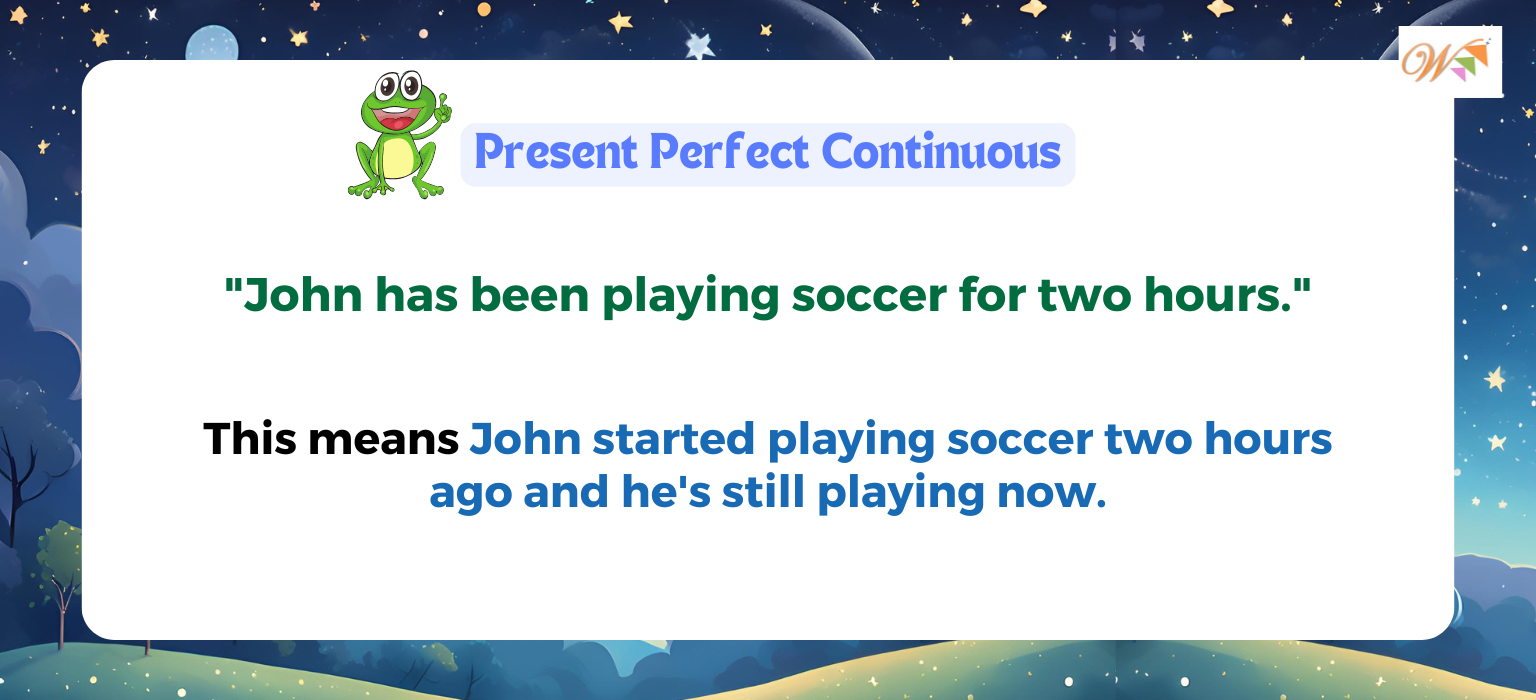 W
Present Perfect Continuous
"John has been playing soccer for two hours."
This means John started playing soccer two hours
ago and he's still playing now.